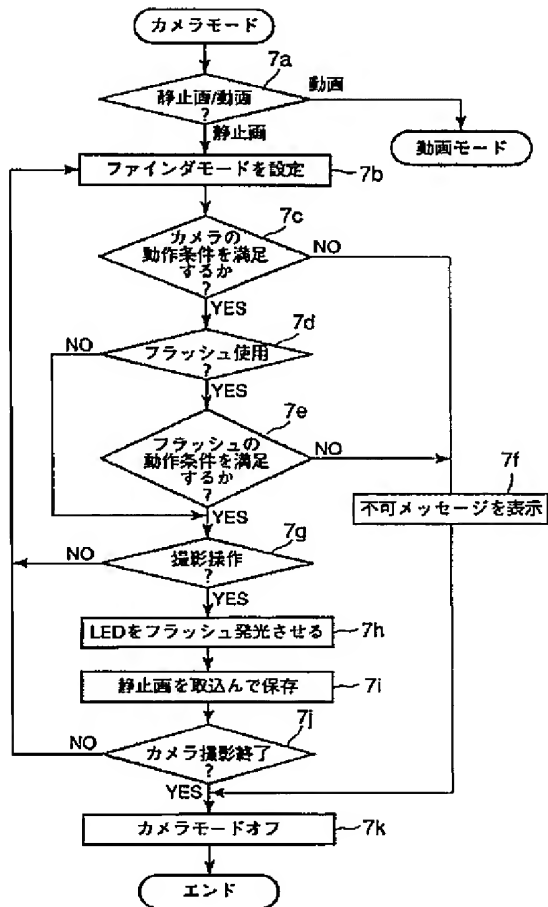 カメラモード
7a
静止画/動画
?
動画
静止画
動画モード
ファインダモードを設定
7b
7c
カメラの
動作条件を満足
するか
?
NO
YES
7d
フラッシュ使用
?
NO
YES
7e
フラッシュの
動作条件を満足
するか
?
NO
YES
7f
不可メッセージを表示
7g
撮影操作
?
NO
YES
LEDをフラッシュ発光させる
7h
静止画を取込んで保存
7i
7j
カメラ撮影終了
?
NO
YES
カメラモードオフ
7k
エンド